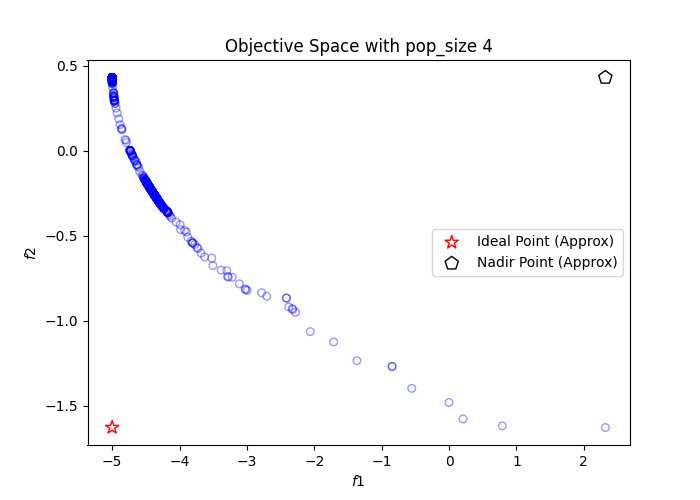 Objective Space with pop_size 4
f2
0.5
0.0
−0.5
−1.0
−1.5
Ideal Point (Approx)
Nadir Point (Approx)
−5
−4
−3
−2
−1
0
1
2
f1